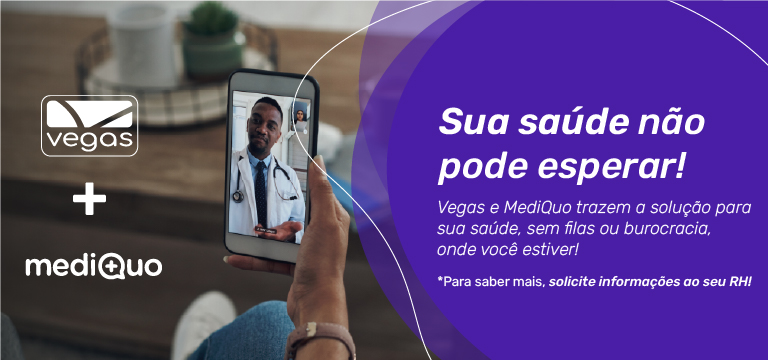 vegas
+
mediQuo
Sua saúde não
pode esperar!
Vegas e MediQuo trazem a solução para
sua saúde, sem filas ou burocracia,
onde você estiver!
*Para saber mais, solicite informações ao seu RH!